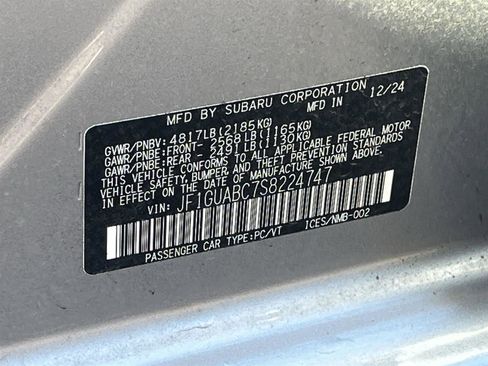 MFD BY SUBARU CORPORATION
MFD IN 12/24
GVWR/PNBV: 4817LB(2185KG)
GAWR/PNBE:FRONT- 2568LB(1165KG)
GAWR/PNBE:REAR - 2491LB(1130KG)
THIS VEHICLE CONFORMS TO ALL APPLICABLE FEDERAL MOTOR
VEHICLE SAFETY, BUMPER, AND THEFT PREVENTION STANDARDS
IN EFFECT ON THE DATE OF MANUFACTURE SHOWN ABOVE.
VIN: JF1GUABC7S8224747
PASSENGER CAR TYPE:PC/VT ICES/NMB-002